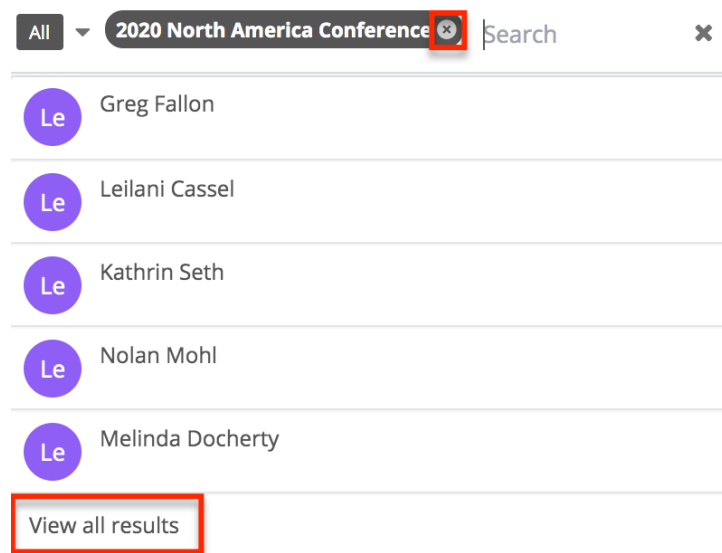 All 2020 North America Conference Search
Le Greg Fallon
Le Leilani Cassel
Le Kathrin Seth
Le Nolan Mohl
Le Melinda Docherty
View all results